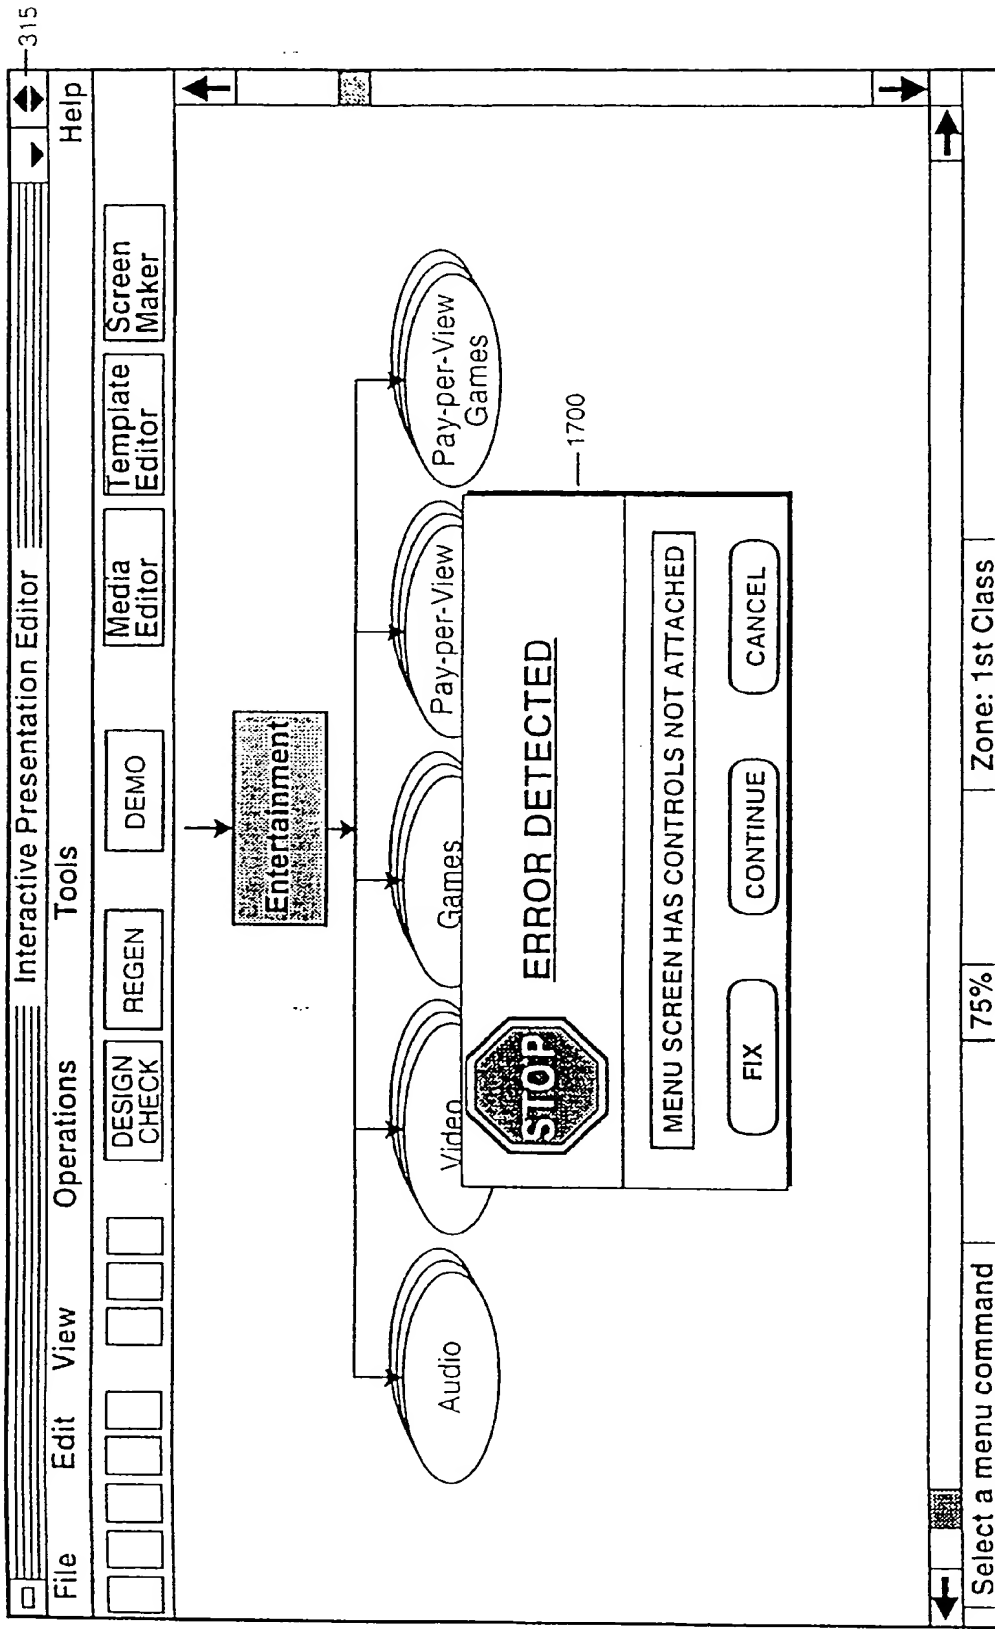 315
Interactive Presentation Editor
File Edit View Operations Tools Help
DESIGN
CHECK
REGEN
DEMO
Media
Editor
Template
Editor
Screen
Maker
Entertainment
Audio
Video
Games
Pay-per-View
Pay-per-View
Games
1700
STOP
ERROR DETECTED
MENU SCREEN HAS CONTROLS NOT ATTACHED
FIX
CONTINUE
CANCEL
Select a menu command
75%
Zone: 1st Class